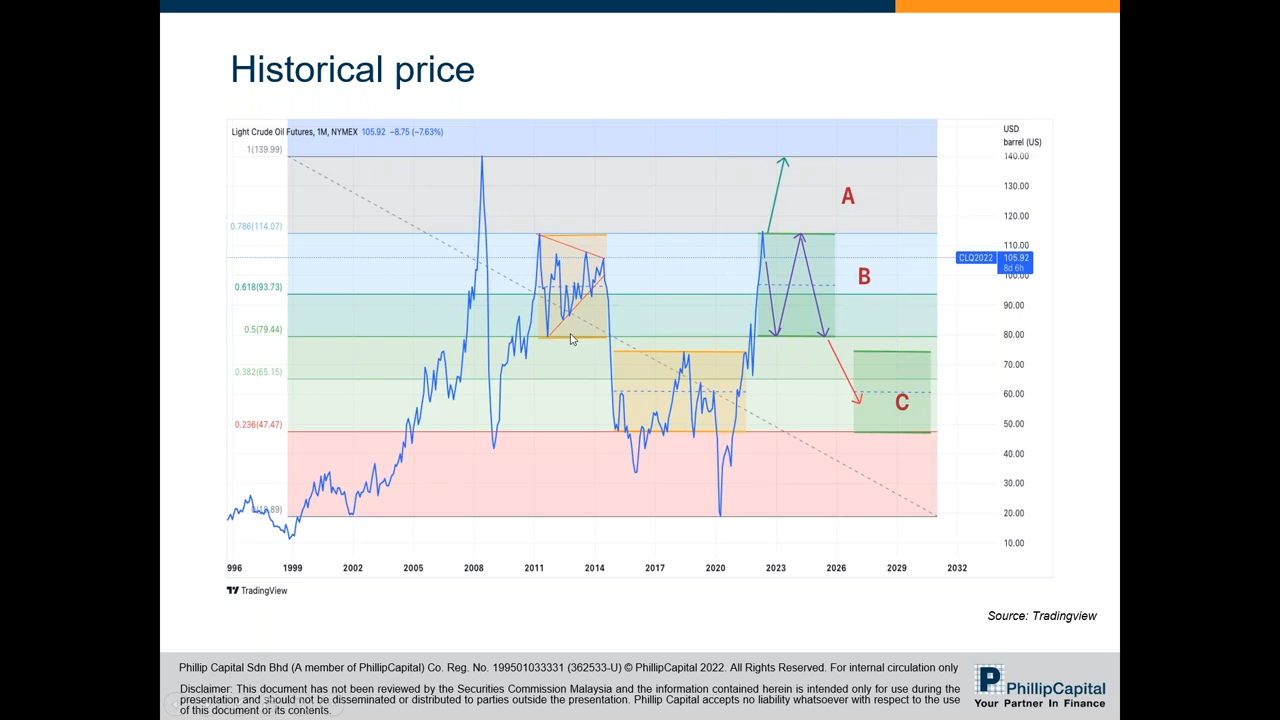 Historical price
Light Crude Oil Futures, 1M, NYMEX 105.92 −8.75 (−7.63%)
USD
barrel (US)
1(139.99)
140.00
130.00
A
120.00
0.786(114.07)
110.00
CLQ2022 105.92
8d 6h
100.00
B
0.618(93.73)
90.00
0.5(79.44)
80.00
70.00
0.382(65.15)
60.00
C
0.236(47.47)
50.00
40.00
30.00
20.00
10.00
996 1999 2002 2005 2008 2011 2014 2017 2020 2023 2026 2029 2032
TradingView
Source: Tradingview
Phillip Capital Sdn Bhd (A member of PhillipCapital) Co. Reg. No. 199501033331 (362533-U) © PhillipCapital 2022. All Rights Reserved. For internal circulation only
Disclaimer: This document has not been reviewed by the Securities Commission Malaysia and the information contained herein is intended only for use during the
presentation and should not be disseminated or distributed to parties outside the presentation. Phillip Capital accepts no liability whatsoever with respect to the use
of this document or its contents.
PhillipCapital
Your Partner In Finance